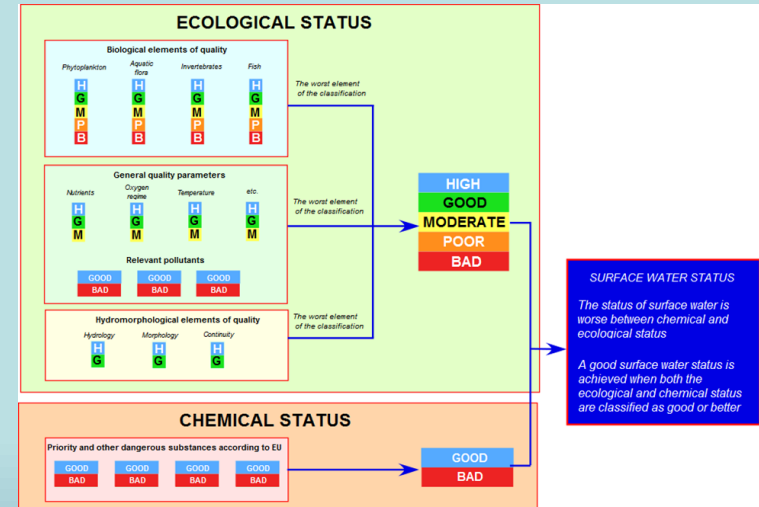 ECOLOGICAL STATUS
Biological elements of quality
Phytoplankton
Aquatic
flora
Invertebrates
Fish
H H H H
G G G G
M M M M
P P P P
B B B B
The worst element
of the classification
General quality parameters
Nutrients
Oxygen
regime
Temperature
etc.
H H H H
G G G G
M M M M
The worst element
of the classification
Relevant pollutants
GOOD GOOD GOOD
BAD BAD BAD
Hydromorphological elements of quality
Hydrology
Morphology
Continuity
H H H
G G G
The worst element
of the classification
HIGH
GOOD
MODERATE
POOR
BAD
CHEMICAL STATUS
Priority and other dangerous substances according to EU
GOOD GOOD GOOD GOOD
BAD BAD BAD BAD
GOOD
BAD
SURFACE WATER STATUS
The status of surface water is
worse between chemical and
ecological status
A good surface water status is
achieved when both the
ecological and chemical status
are classified as good or better